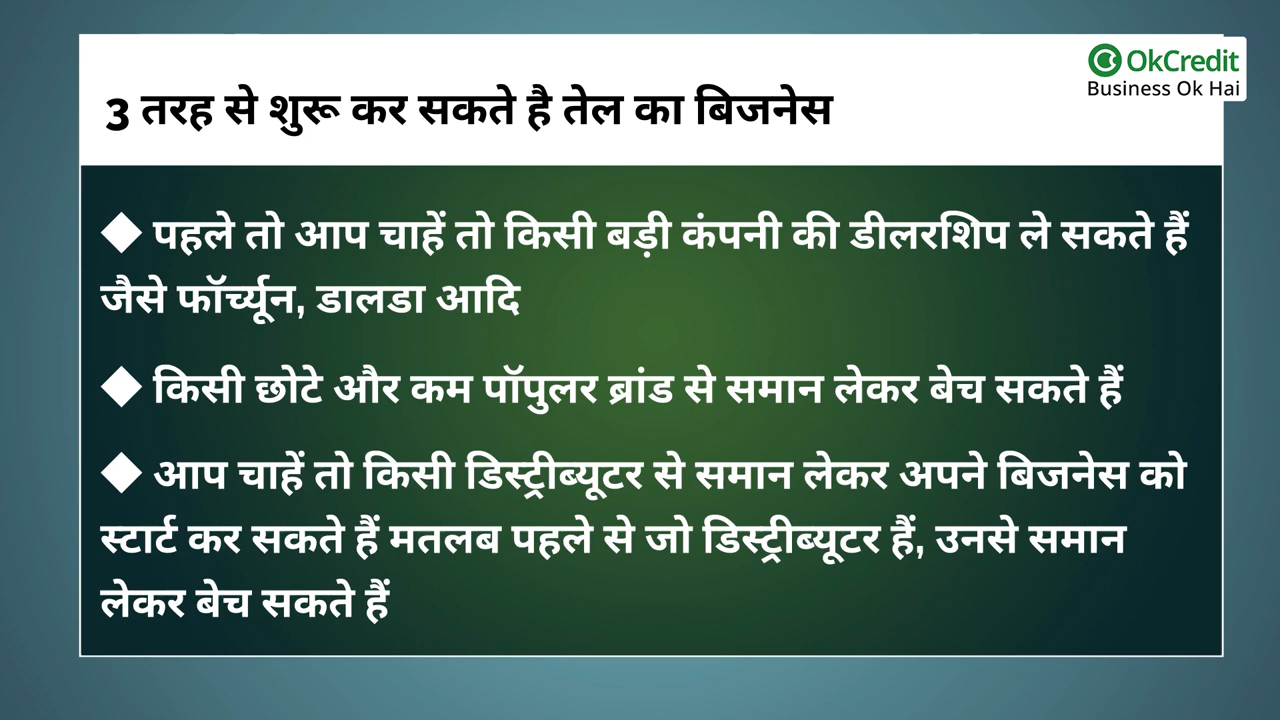 OkCredit
Business Ok Hai
3 तरह से शुरू कर सकते है तेल का बिजनेस
◆ पहले तो आप चाहें तो किसी बड़ी कंपनी की डीलरशिप ले सकते हैं
जैसे फॉर्च्यून, डालडा आदि
◆ किसी छोटे और कम पॉपुलर ब्रांड से समान लेकर बेच सकते हैं
◆ आप चाहें तो किसी डिस्ट्रीब्यूटर से समान लेकर अपने बिजनेस को
स्टार्ट कर सकते हैं मतलब पहले से जो डिस्ट्रीब्यूटर हैं, उनसे समान
लेकर बेच सकते हैं